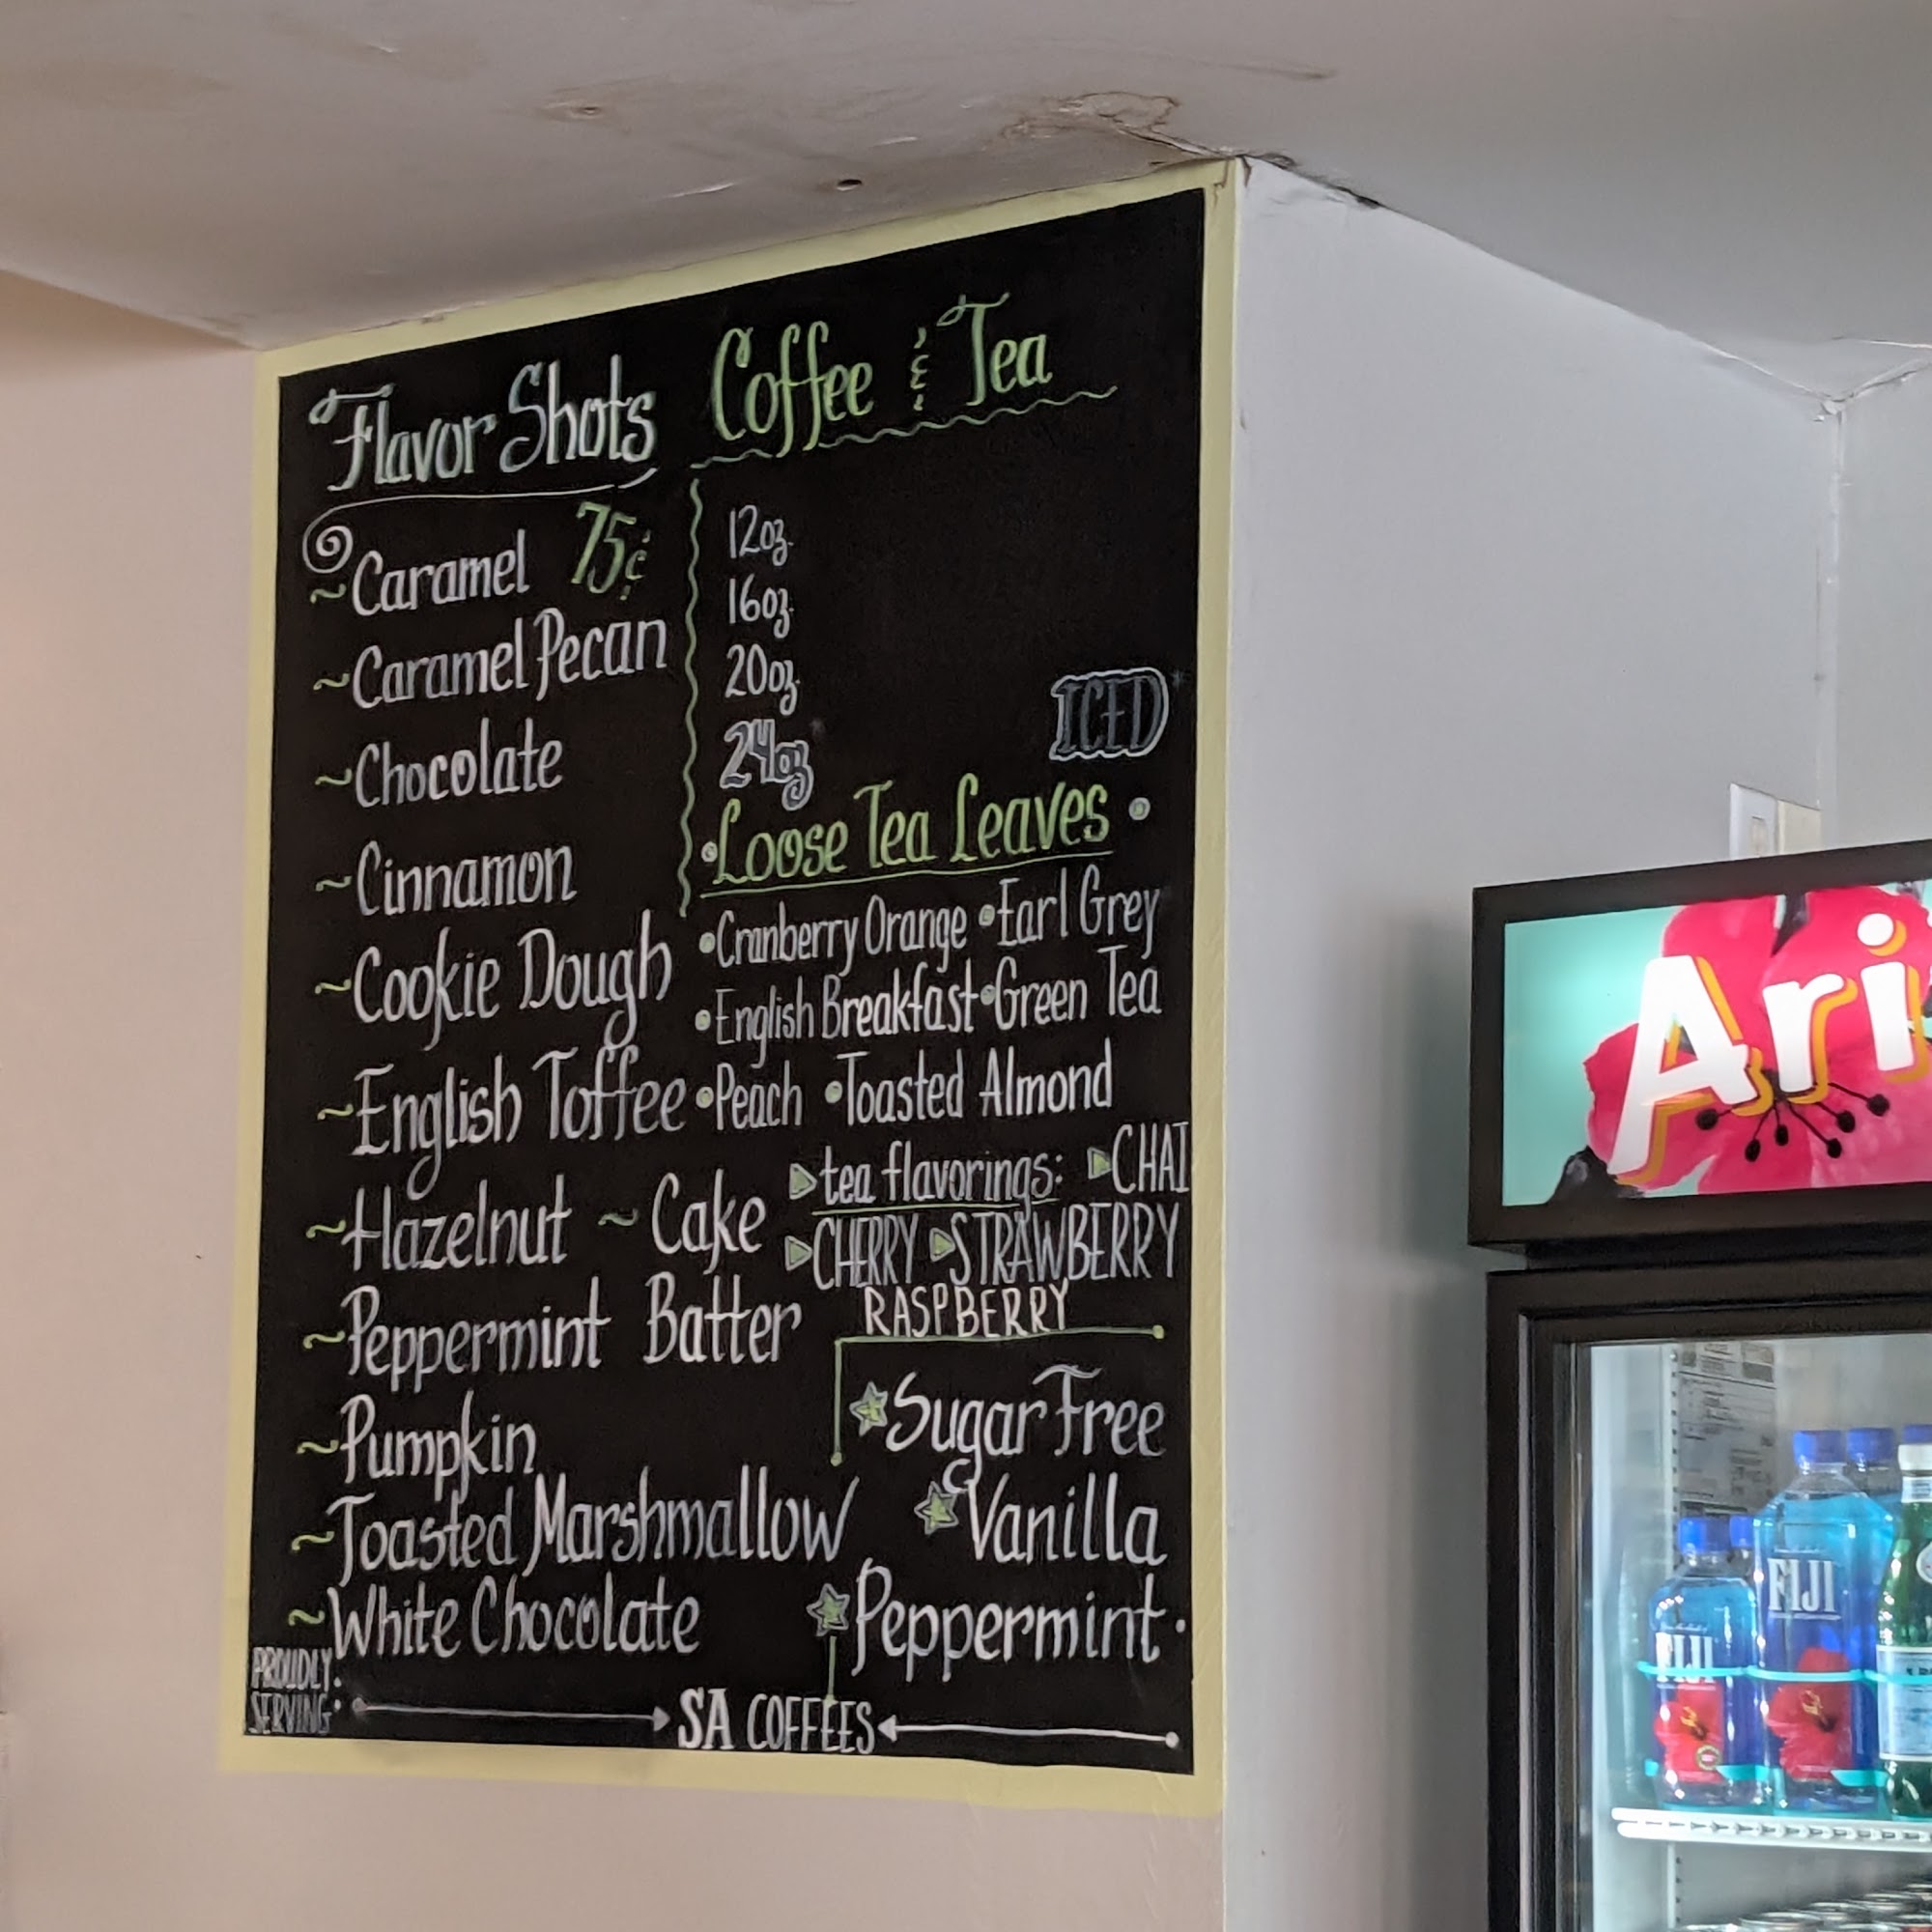 Flavor Shots
75¢
~Caramel
~Caramel Pecan
~Chocolate
~Cinnamon
~Cookie Dough
~English Toffee
~Hazelnut ~Cake
~Peppermint Batter
~Pumpkin
~Toasted Marshmallow
~White Chocolate
Coffee & Tea
12oz.
16oz.
20oz.
24oz
ICED
•Loose Tea Leaves•
•Cranberry Orange •Earl Grey
•English Breakfast •Green Tea
•Peach •Toasted Almond
tea flavorings: CHAI
CHERRY STRAWBERRY
RASPBERRY
Sugar Free
Vanilla
Peppermint
PROUDLY
SERVING: SA COFFEES
Ari
FIJI
FIJI